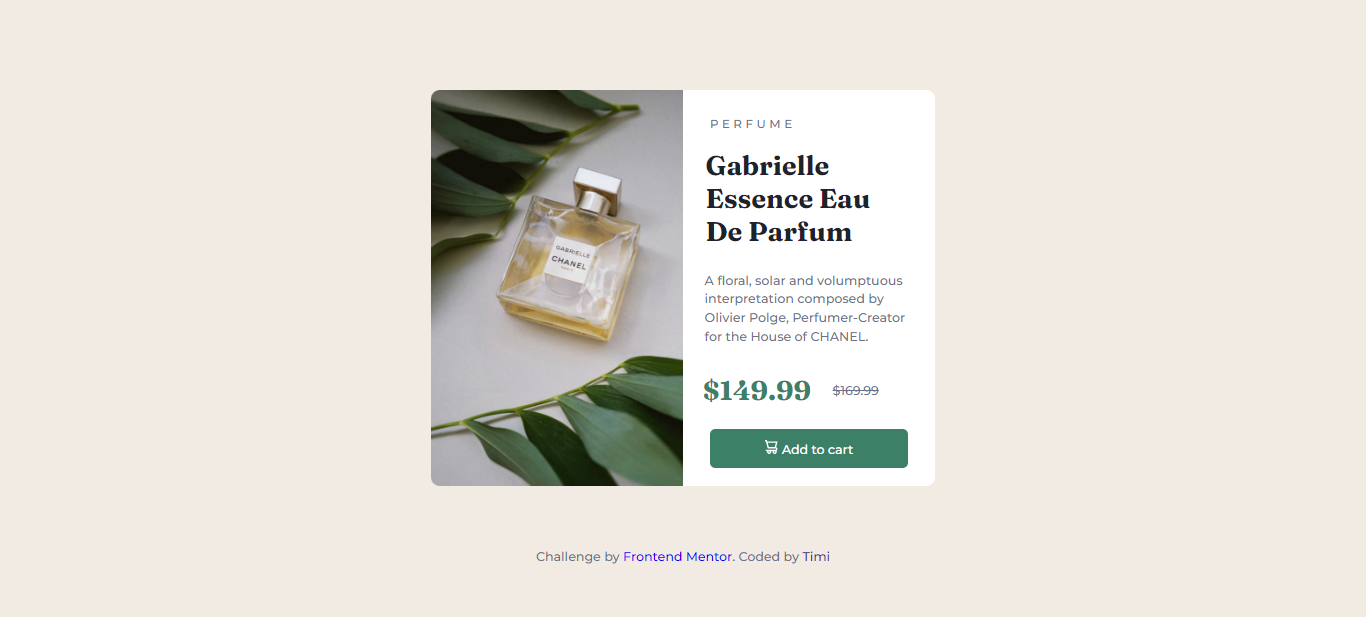 PERFUME
Gabrielle
Essence Eau
De Parfum
GABRIELLE
CHANEL
PARIS
A floral, solar and volumptuous
interpretation composed by
Olivier Polge, Perfumer-Creator
for the House of CHANEL.
$149.99 $169.99
Add to cart
Challenge by Frontend Mentor. Coded by Timi